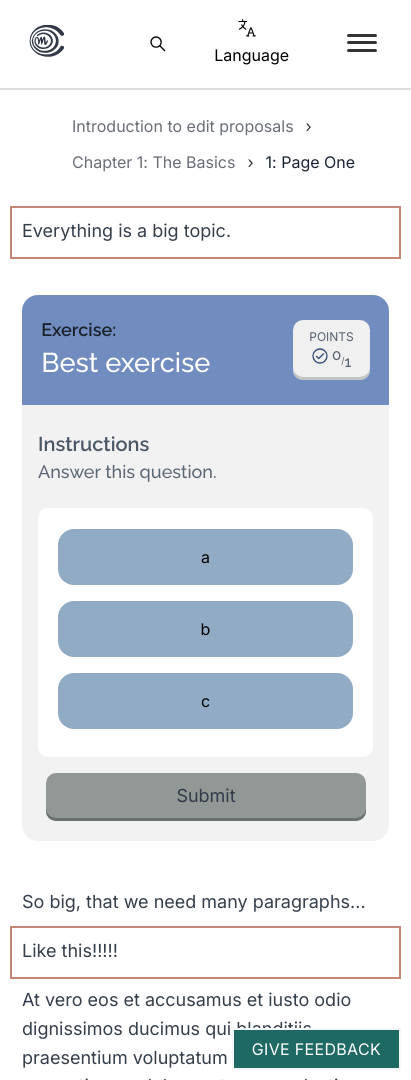 Language
Introduction to edit proposals ›
Chapter 1: The Basics › 1: Page One
Everything is a big topic.
Exercise:
Best exercise
POINTS
0/1
Instructions
Answer this question.
a
b
c
Submit
So big, that we need many paragraphs...
Like this!!!!!
At vero eos et accusamus et iusto odio
dignissimos ducimus qui blanditiis
praesentium voluptatum
GIVE FEEDBACK